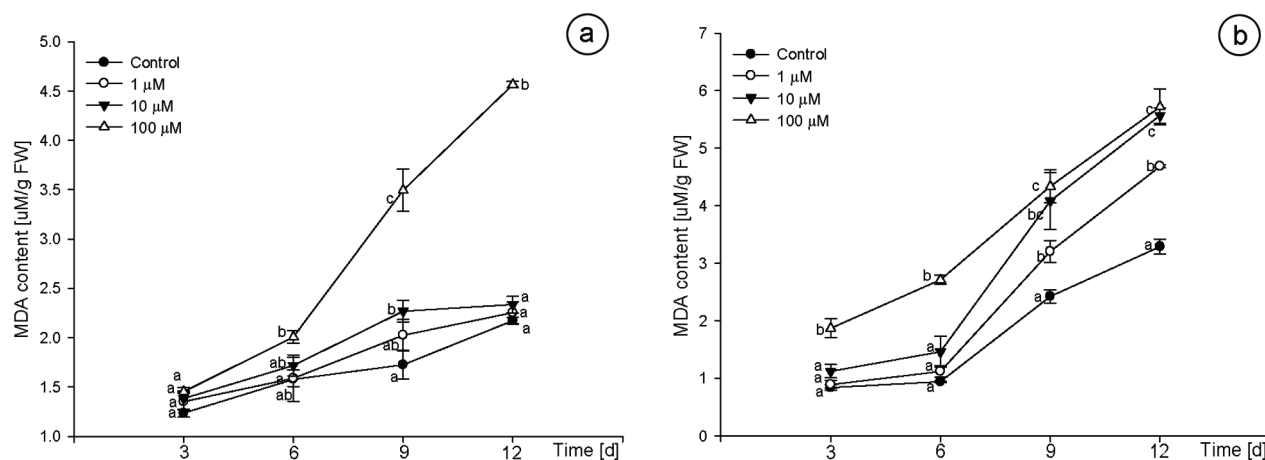 a
MDA content [uM/g FW]
5.0
4.5
4.0
3.5
3.0
2.5
2.0
1.5
1.0
Control
1 μM
10 μM
100 μM
a
a
a
a
b
ab
a
ab
c
b
ab
a
b
a
a
a
3
6
9
12
Time [d]
b
MDA content [uM/g FW]
7
6
5
4
3
2
1
0
Control
1 μM
10 μM
100 μM
b
a
a
a
b
a
a
a
c
bc
b
a
c
c
b
a
3
6
9
12
Time [d]